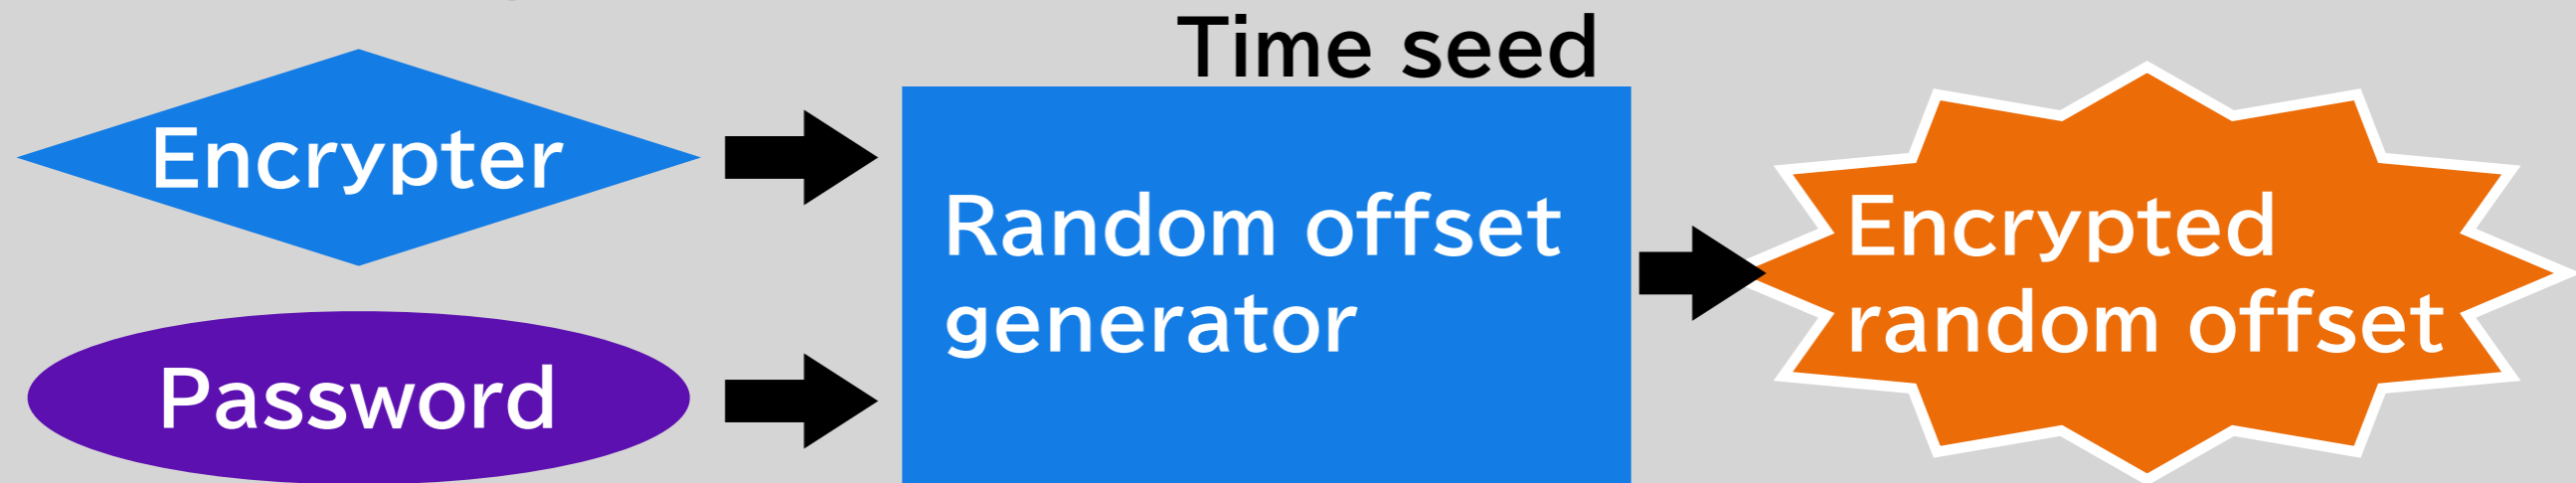 Time seed
Encrypter
Random offset
generator
Encrypted
random offset
Password